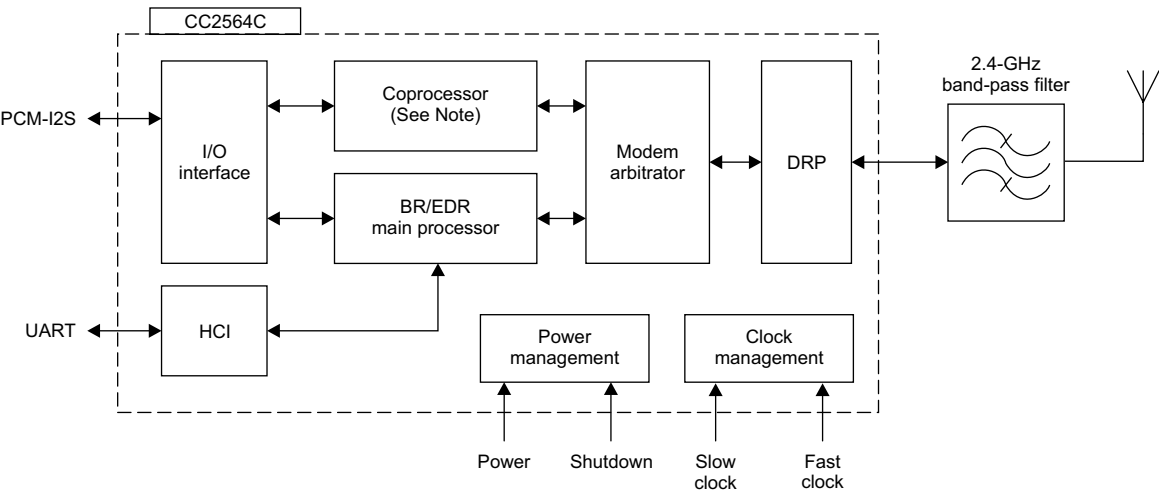 CC2564C
2.4-GHz
band-pass filter
PCM-I2S
I/O
interface
Coprocessor
(See Note)
Modem
arbitrator
DRP
BR/EDR
main processor
UART
HCI
Power
management
Clock
management
Power
Shutdown
Slow
clock
Fast
clock